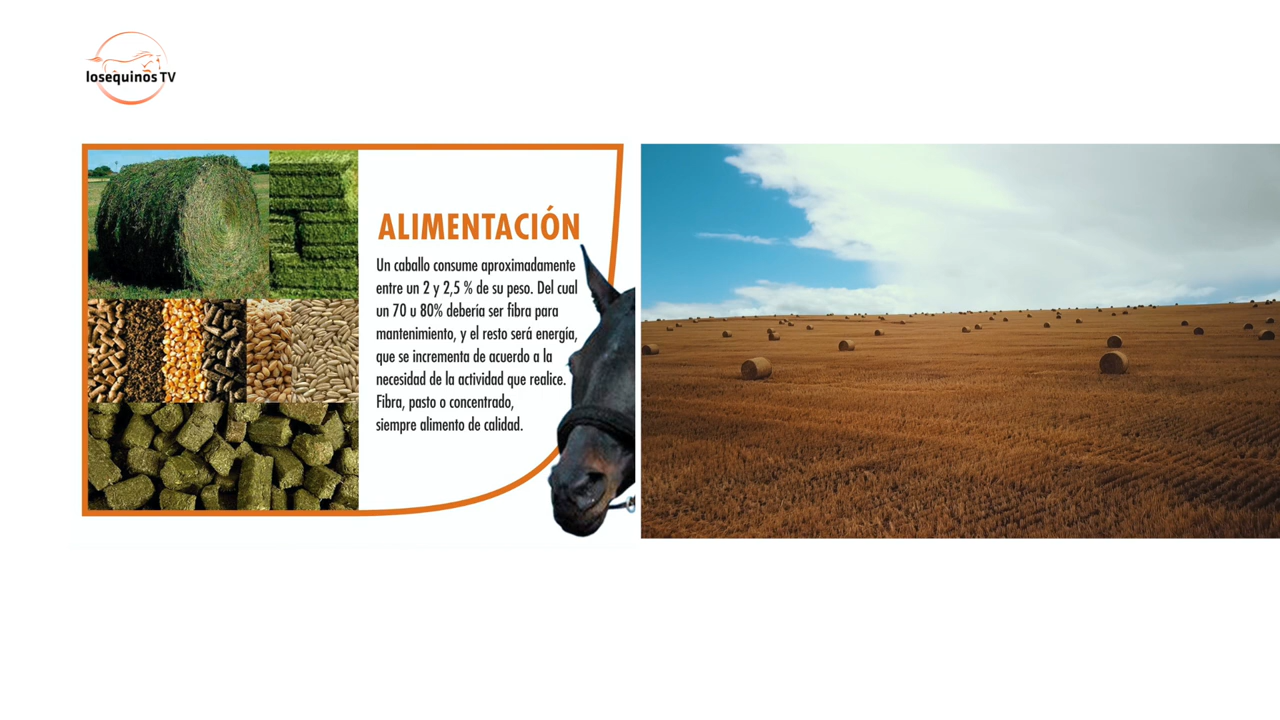 losequinos TV
ALIMENTACIÓN
Un caballo consume aproximadamente
entre un 2 y 2,5 % de su peso. Del cual
un 70 u 80% debería ser fibra para
mantenimiento, y el resto será energía,
que se incrementa de acuerdo a la
necesidad de la actividad que realice.
Fibra, pasto o concentrado,
siempre alimento de calidad.